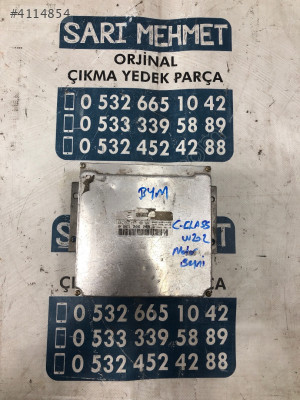 #4114854
SARI MEHMET
ORJİNAL
ÇIKMA YEDEK PARÇA
0 532 665 10 42
0 533 339 58 89
0 532 452 42 88
BYM
C-CLASS
W202
Motor
Beyni
0 532 665 10 42
0 533 339 58 89
0 532 452 42 88